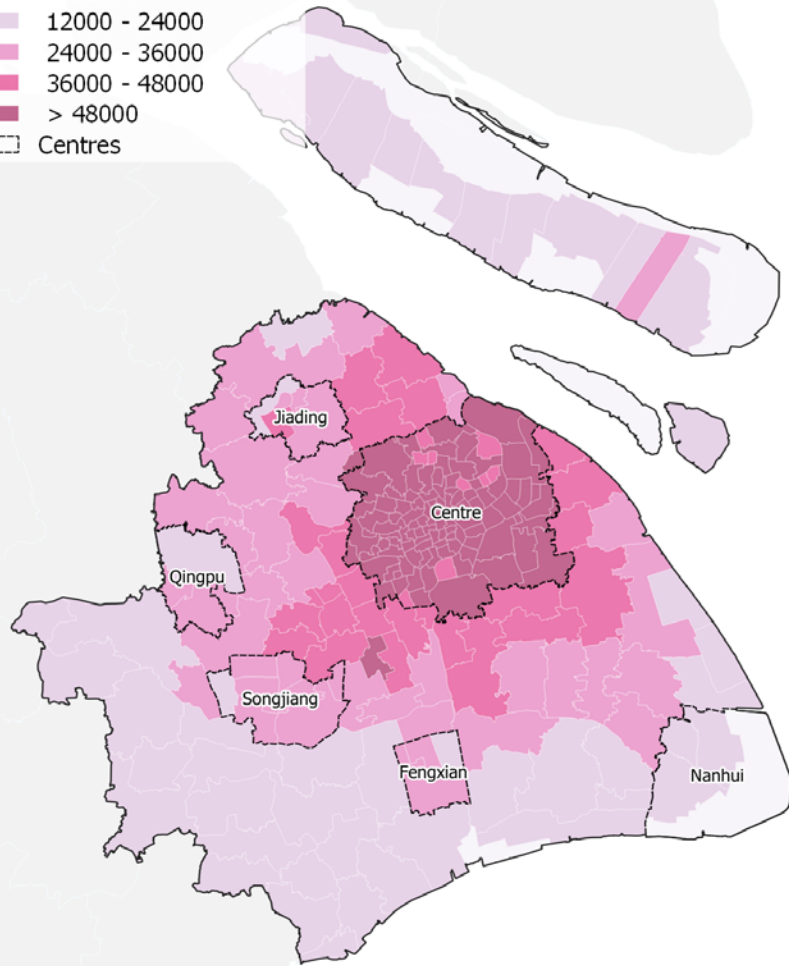 12000 - 24000
24000 - 36000
36000 - 48000
> 48000
Centres
Jiading
Centre
Qingpu
Songjiang
Fengxian
Nanhui